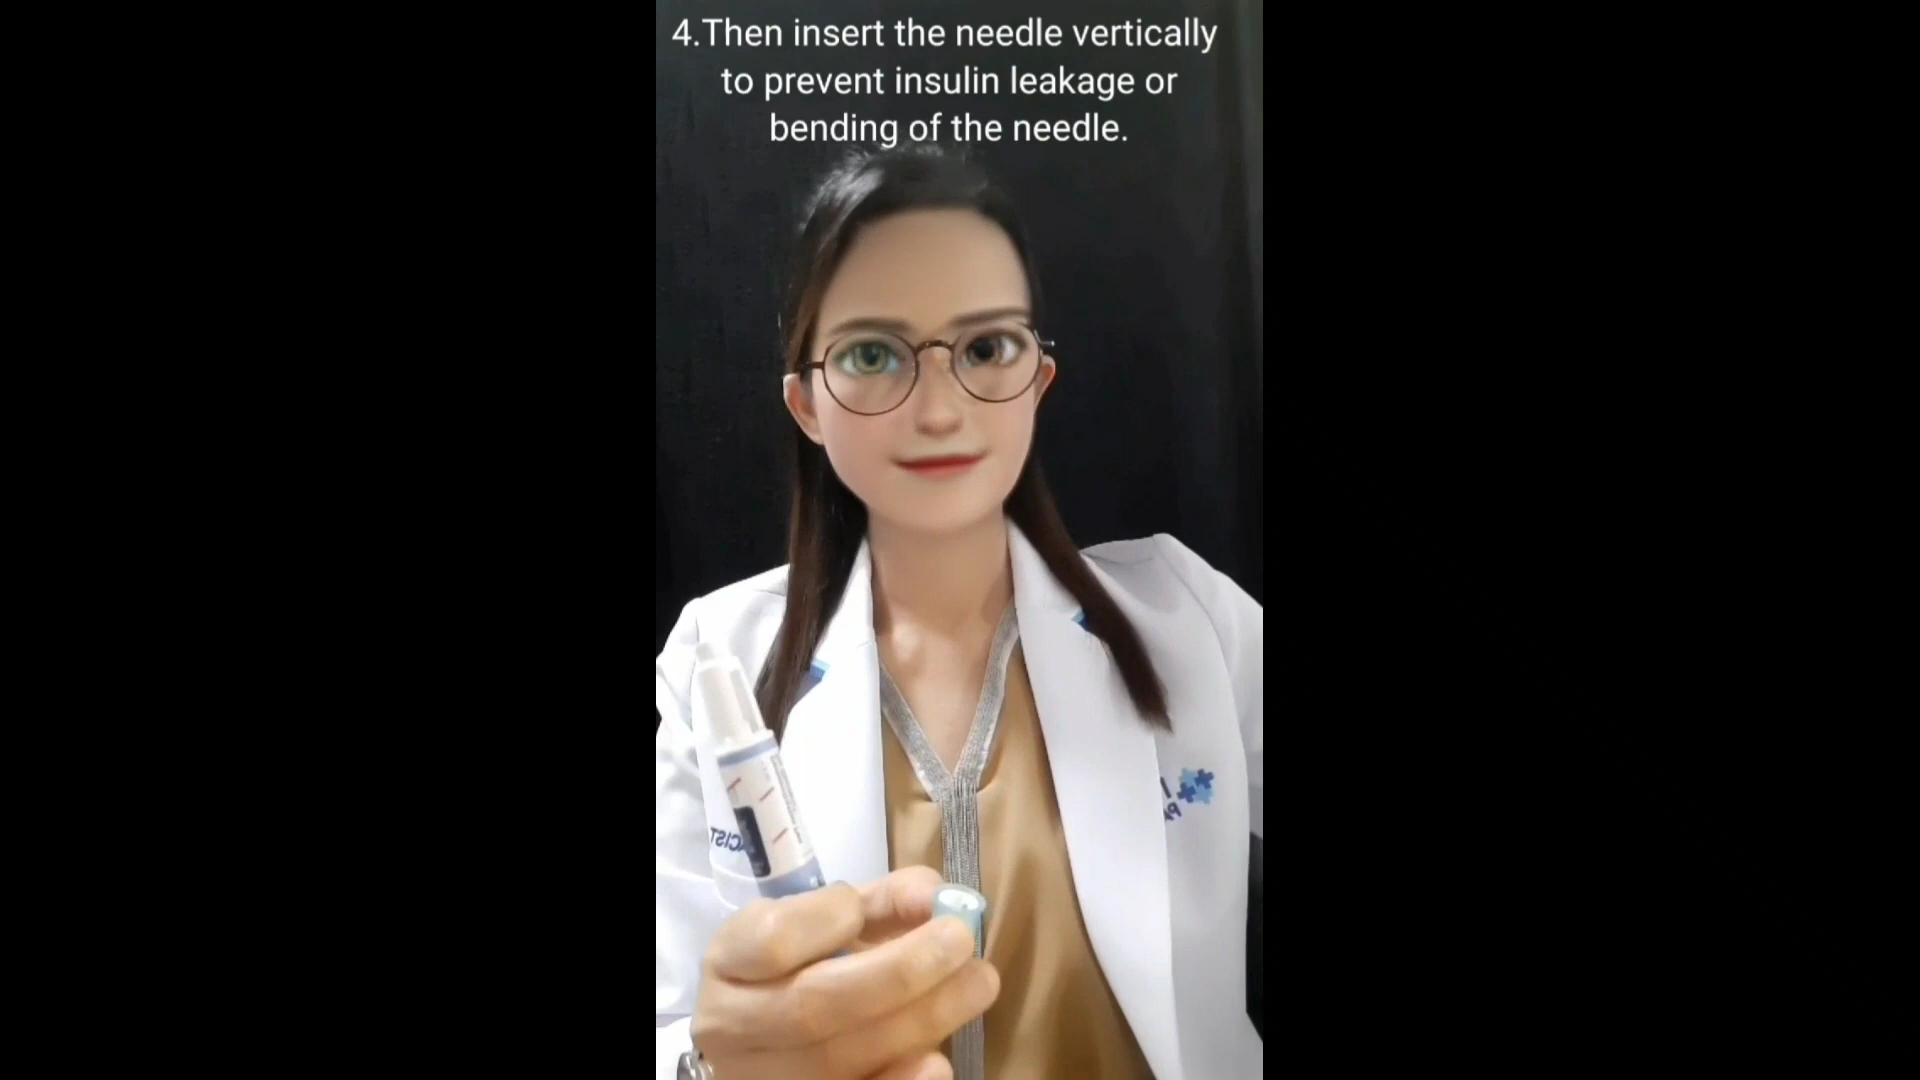 4.Then insert the needle vertically
to prevent insulin leakage or
bending of the needle.